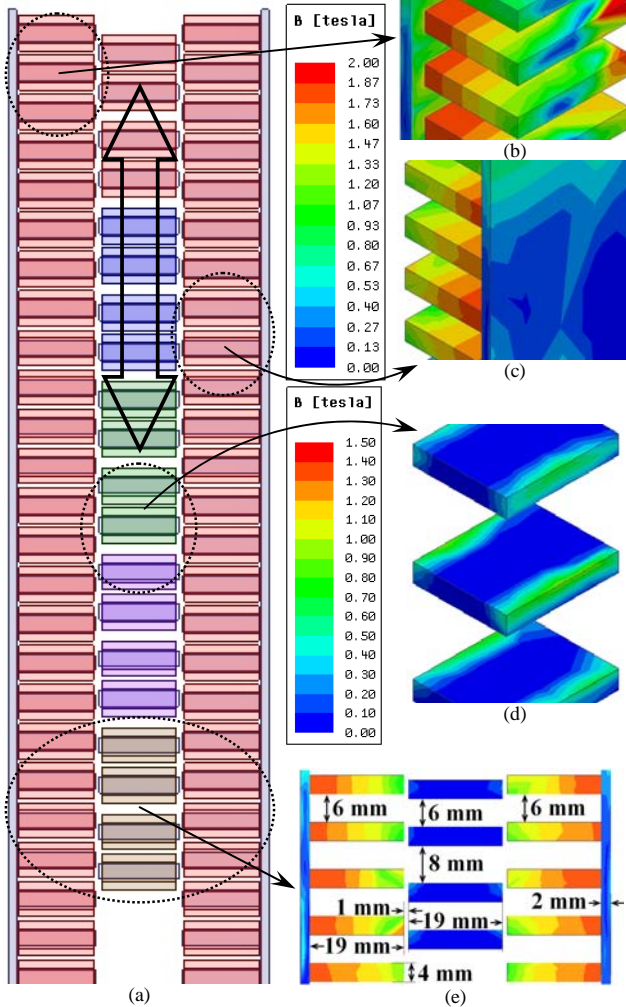 B [tesla]
2.00
1.87
1.73
1.60
1.47
1.33
1.20
1.07
0.93
0.80
0.67
0.53
0.40
0.27
0.13
0.00
(b)
(c)
B [tesla]
1.50
1.40
1.30
1.20
1.10
1.00
0.90
0.80
0.70
0.60
0.50
0.40
0.30
0.20
0.10
0.00
(d)
6 mm
6 mm
6 mm
8 mm
1 mm
19 mm
2 mm
19 mm
4 mm
(a)
(e)